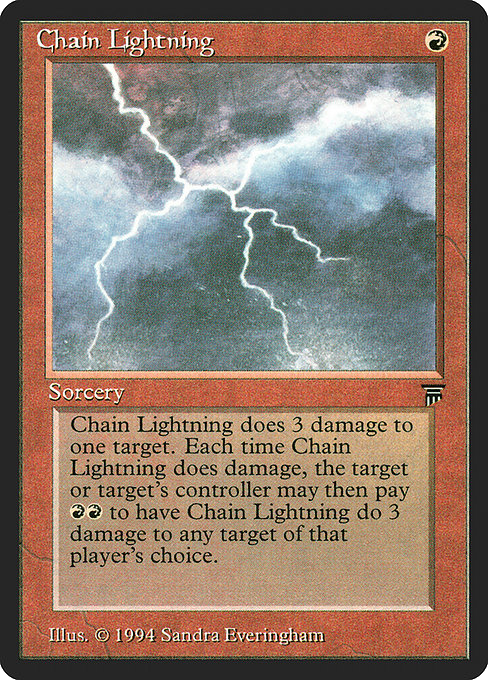 Chain Lightning
Sorcery
Chain Lightning does 3 damage to
one target. Each time Chain
Lightning does damage, the target
or target's controller may then pay
to have Chain Lightning do 3
damage to any target of that
player's choice.
Illus. © 1994 Sandra Everingham